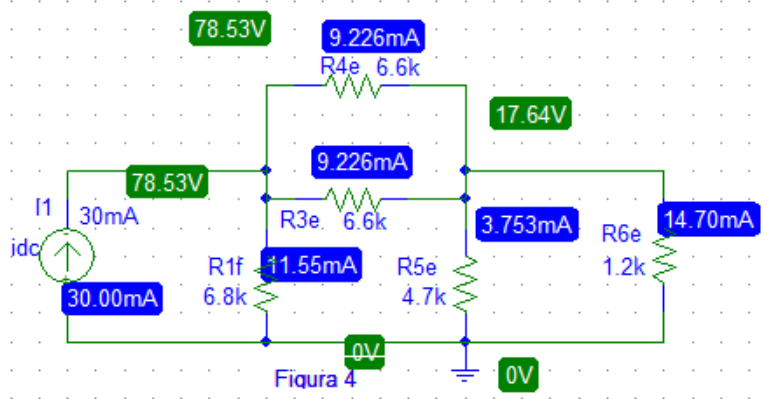 78.53V
9.226mA
R4e 6.6k
17.64V
9.226mA
78.53V
I1
30mA
R3e 6.6k
3.753mA
14.70mA
idc
R6e
R1f
11.55mA
R5e
1.2k
30.00mA
6.8k
4.7k
0V
Figura 4
0V